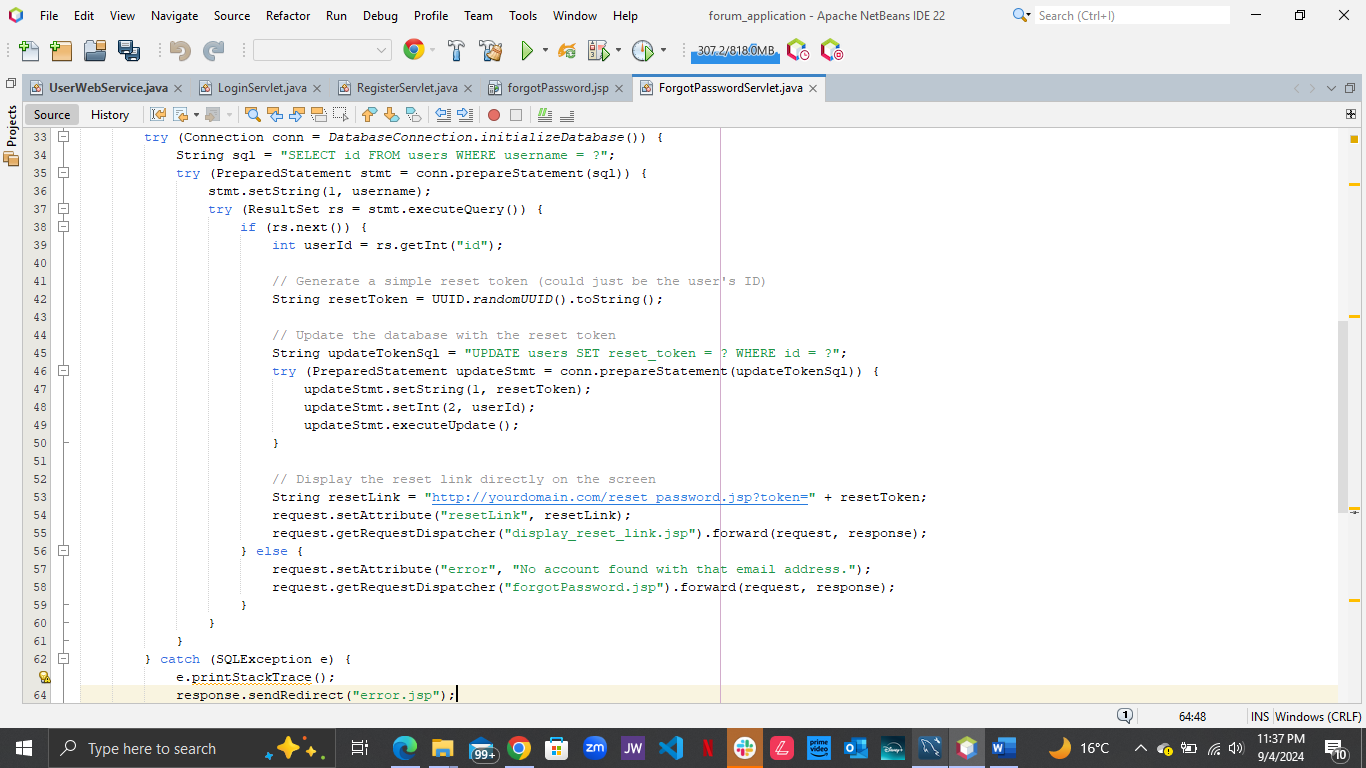 File Edit View Navigate Source Refactor Run Debug Profile Team Tools Window Help forum_application - Apache NetBeans IDE 22 Search (Ctrl+I)
307.2/818.0MB
UserWebService.java LoginServlet.java RegisterServlet.java forgotPassword.jsp ForgotPasswordServlet.java
Projects
Source History
33 try (Connection conn = DatabaseConnection.initializeDatabase()) {
34 String sql = "SELECT id FROM users WHERE username = ?";
35 try (PreparedStatement stmt = conn.prepareStatement(sql)) {
36 stmt.setString(1, username);
37 try (ResultSet rs = stmt.executeQuery()) {
38 if (rs.next()) {
39 int userId = rs.getInt("id");
40
41 // Generate a simple reset token (could just be the user's ID)
42 String resetToken = UUID.randomUUID().toString();
43
44 // Update the database with the reset token
45 String updateTokenSql = "UPDATE users SET reset_token = ? WHERE id = ?";
46 try (PreparedStatement updateStmt = conn.prepareStatement(updateTokenSql)) {
47 updateStmt.setString(1, resetToken);
48 updateStmt.setInt(2, userId);
49 updateStmt.executeUpdate();
50 }
51
52 // Display the reset link directly on the screen
53 String resetLink = "http://yourdomain.com/reset_password.jsp?token=" + resetToken;
54 request.setAttribute("resetLink", resetLink);
55 request.getRequestDispatcher("display_reset_link.jsp").forward(request, response);
56 } else {
57 request.setAttribute("error", "No account found with that email address.");
58 request.getRequestDispatcher("forgotPassword.jsp").forward(request, response);
59 }
60 }
61 }
62 } catch (SQLException e) {
e.printStackTrace();
64 response.sendRedirect("error.jsp");
1 64:48 INS Windows (CRLF)
Type here to search 99+ zm JW prime video Disney+ W 16°C 11:37 PM
9/4/2024 10